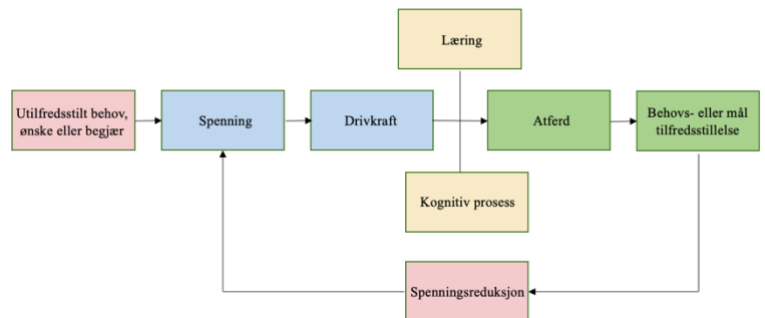 Læring
Utilfredsstilt behov,
ønske eller begjær
Spenning
Drivkraft
Atferd
Behovs- eller mål
tilfredsstillelse
Kognitiv prosess
Spenningsreduksjon